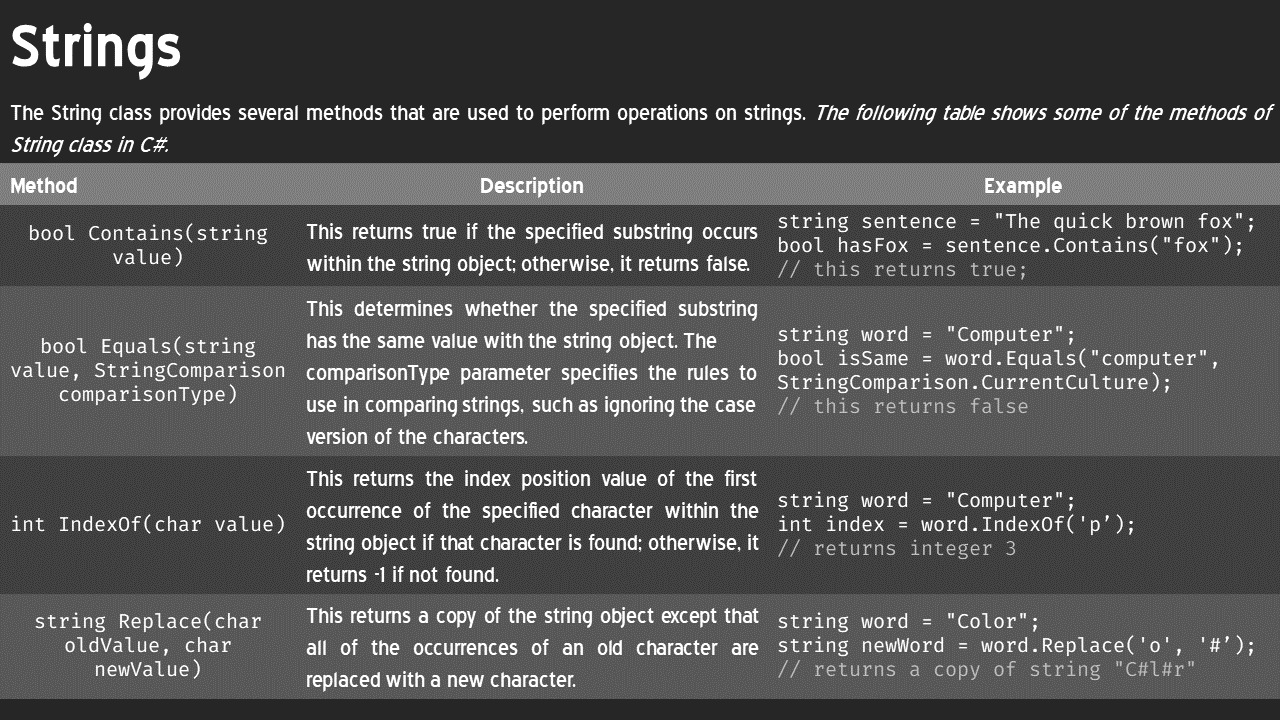 Strings
The String class provides several methods that are used to perform operations on strings. The following table shows some of the methods of
String class in C#.
Method Description Example
bool Contains(string
value)
This returns true if the specified substring occurs
within the string object; otherwise, it returns false.
string sentence = "The quick brown fox";
bool hasFox = sentence.Contains("fox");
// this returns true;
bool Equals(string
value, StringComparison
comparisonType)
This determines whether the specified substring
has the same value with the string object. The
comparisonType parameter specifies the rules to
use in comparing strings, such as ignoring the case
version of the characters.
string word = "Computer";
bool isSame = word.Equals("computer",
StringComparison.CurrentCulture);
// this returns false
int IndexOf(char value)
This returns the index position value of the first
occurrence of the specified character within the
string object if that character is found; otherwise, it
returns -1 if not found.
string word = "Computer";
int index = word.IndexOf('p’);
// returns integer 3
string Replace(char
oldValue, char
newValue)
This returns a copy of the string object except that
all of the occurrences of an old character are
replaced with a new character.
string word = "Color";
string newWord = word.Replace('o', '#’);
// returns a copy of string "C#l#r"